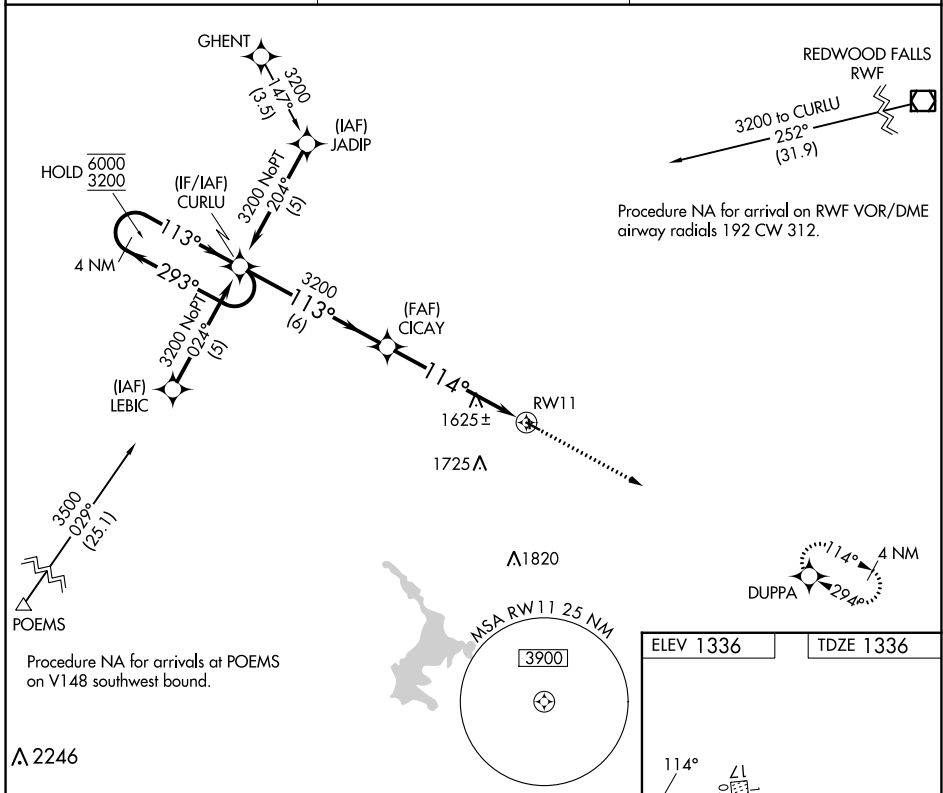 GHENT
3200
147°
(3.5)
(IAF)
JADIP
REDWOOD FALLS
RWF
3200 to CURLU
252°
(31.9)
HOLD 6000
3200
(IF/IAF)
CURLU
3200 NoPT
204°
(5)
Procedure NA for arrival on RWF VOR/DME
airway radials 192 CW 312.
113°
4 NM
293°
3200
113°
(6)
(FAF)
CICAY
3200 NoPT
024°
(5)
(IAF)
LEBIC
114°
1625±
RW11
1725
3500
029°
(25.1)
POEMS
1820
114°
4 NM
DUPPA
294°
MSA RW11 25 NM
3900
Procedure NA for arrivals at POEMS
on V148 southwest bound.
ELEV 1336
TDZE 1336
2246
114°
17